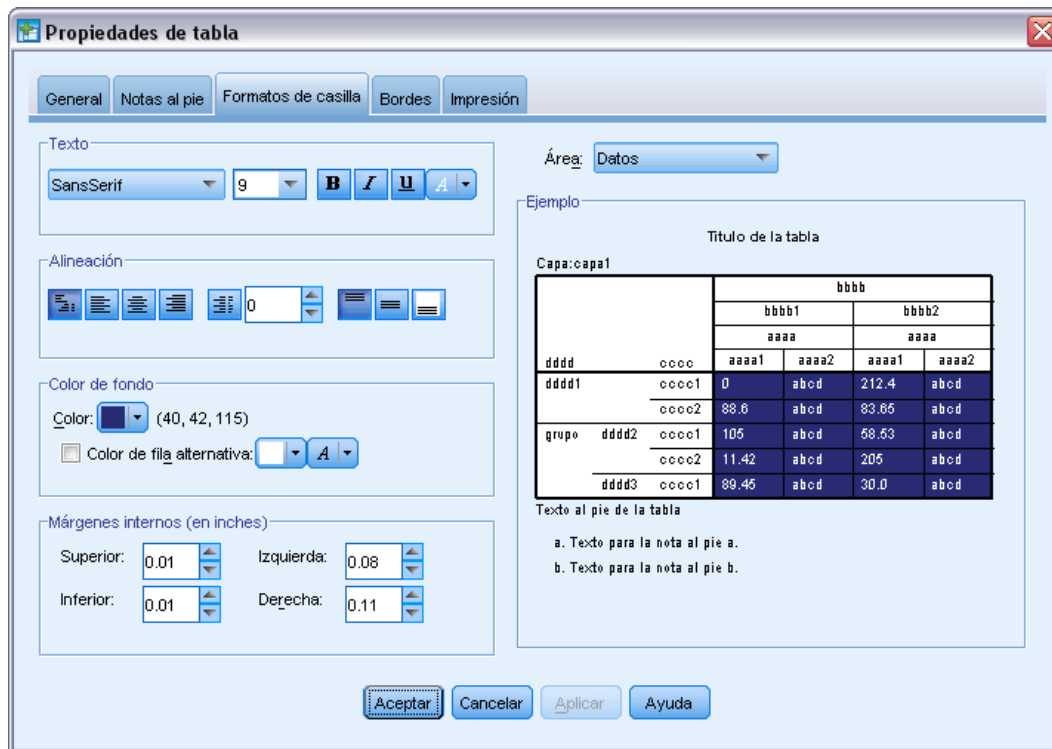 Propiedades de tabla
General Notas al pie Formatos de casilla Bordes Impresión
Texto
SansSerif 9 B I U A
Alineación
0
Color de fondo
Color: (40, 42, 115)
Color de fila alternativa: A
Márgenes internos (en inches)
Superior: 0.01 Izquierda: 0.08
Inferior: 0.01 Derecha: 0.11
Área: Datos
Ejemplo
Titulo de la tabla
Capa:capa1
bbbb
bbbb1 bbbb2
aaaa aaaa
dddd cccc aaaa1 aaaa2 aaaa1 aaaa2
dddd1 cccc1 0 abcd 212.4 abcd
cccc2 88.6 abcd 83.65 abcd
grupo dddd2 cccc1 105 abcd 58.53 abcd
cccc2 11.42 abcd 205 abcd
dddd3 cccc1 89.45 abcd 30.0 abcd
Texto al pie de la tabla
a. Texto para la nota al pie a.
b. Texto para la nota al pie b.
Aceptar Cancelar Aplicar Ayuda